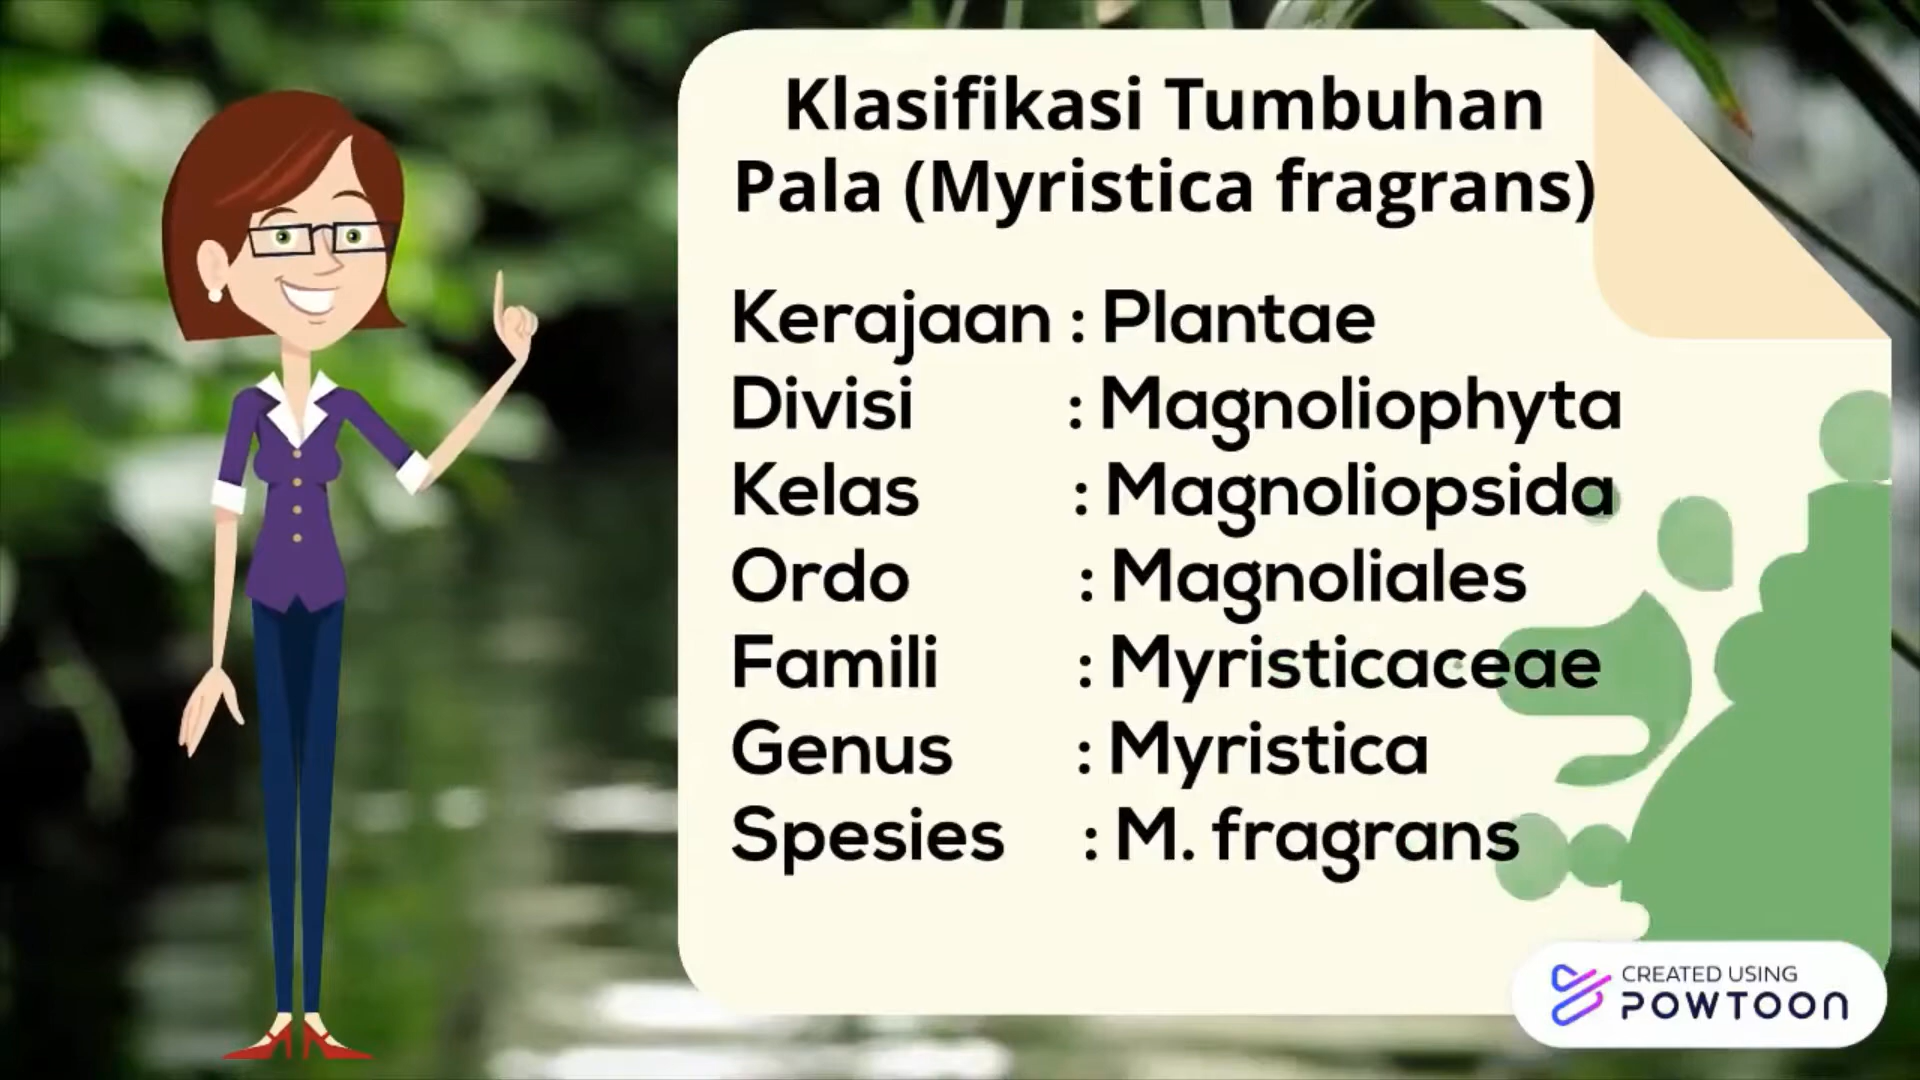 Klasifikasi Tumbuhan
Pala (Myristica fragrans)
Kerajaan : Plantae
Divisi : Magnoliophyta
Kelas : Magnoliopsida
Ordo : Magnoliales
Famili : Myristicaceae
Genus : Myristica
Spesies : M. fragrans
CREATED USING
POWTOON